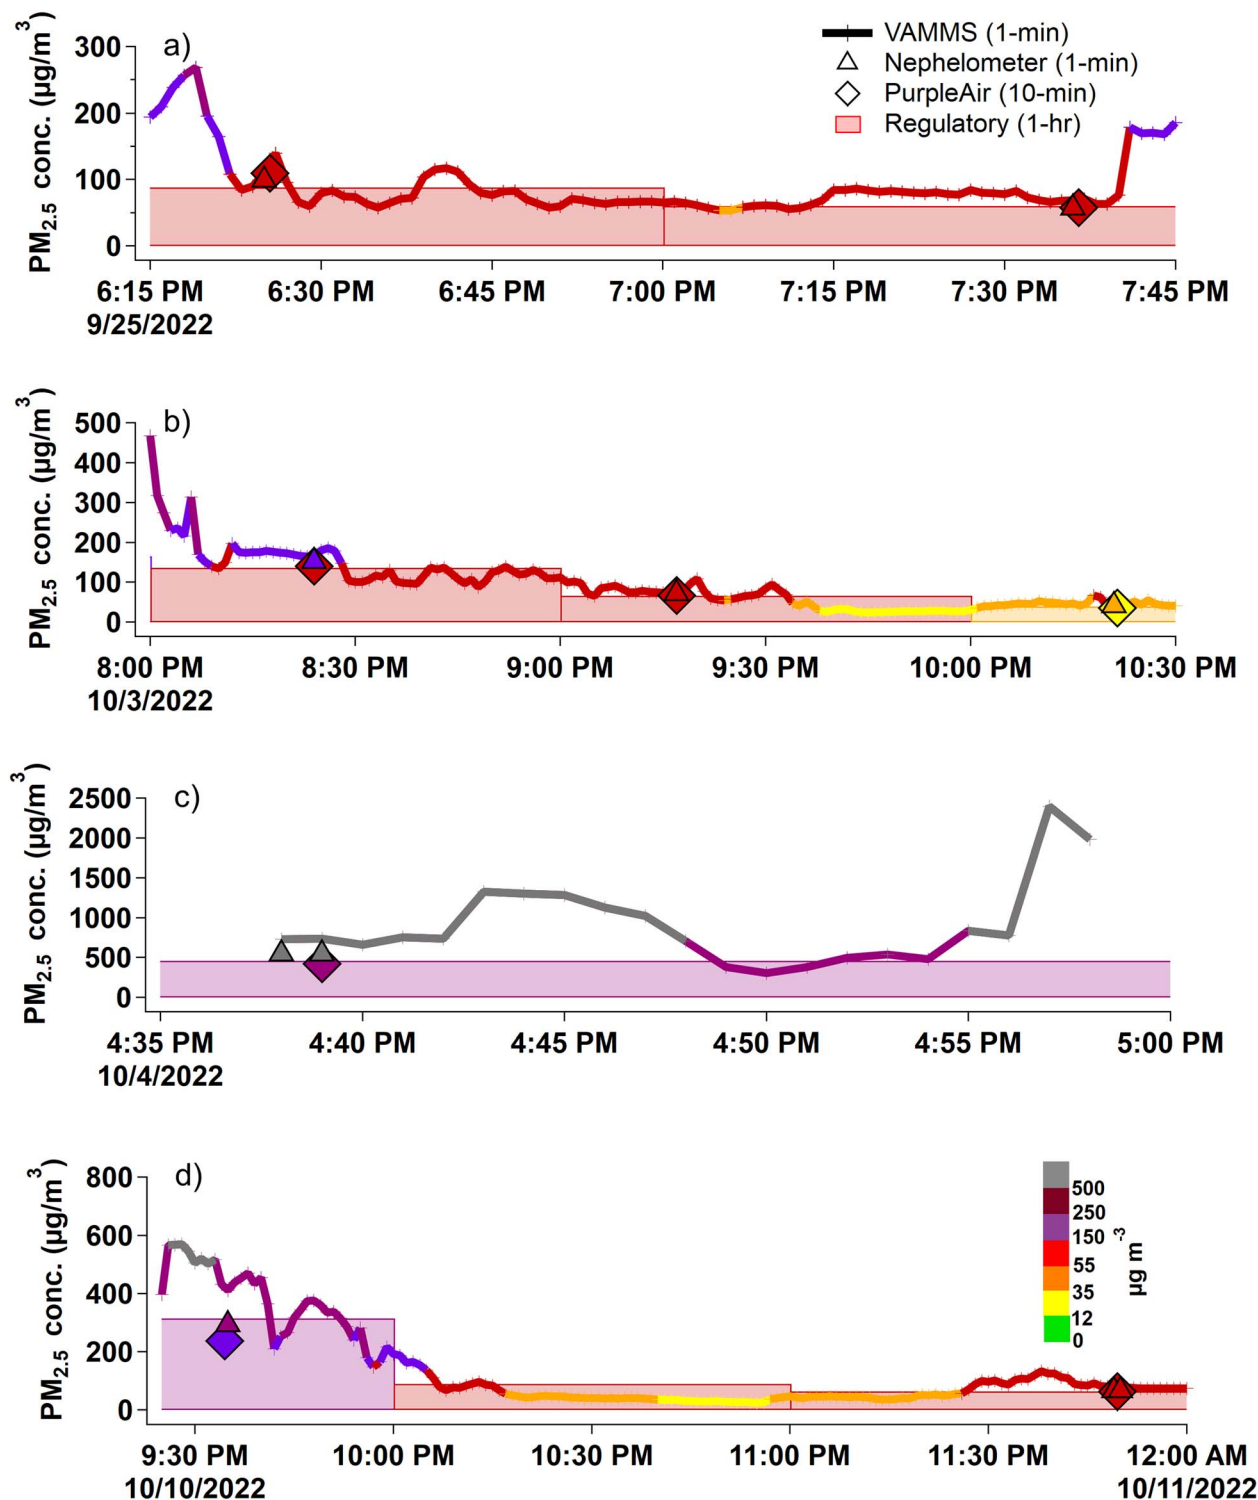 a)
VAMMS (1-min)
Nephelometer (1-min)
PurpleAir (10-min)
Regulatory (1-hr)
PM2.5 conc. (µg/m³)
300
200
100
0
6:15 PM 6:30 PM 6:45 PM 7:00 PM 7:15 PM 7:30 PM 7:45 PM
9/25/2022
b)
PM2.5 conc. (µg/m³)
500
400
300
200
100
0
8:00 PM 8:30 PM 9:00 PM 9:30 PM 10:00 PM 10:30 PM
10/3/2022
c)
PM2.5 conc. (µg/m³)
2500
2000
1500
1000
500
0
4:35 PM 4:40 PM 4:45 PM 4:50 PM 4:55 PM 5:00 PM
10/4/2022
d)
PM2.5 conc. (µg/m³)
800
600
400
200
0
500
250
150
55
35
12
0
µg m⁻³
9:30 PM 10:00 PM 10:30 PM 11:00 PM 11:30 PM 12:00 AM
10/10/2022 10/11/2022